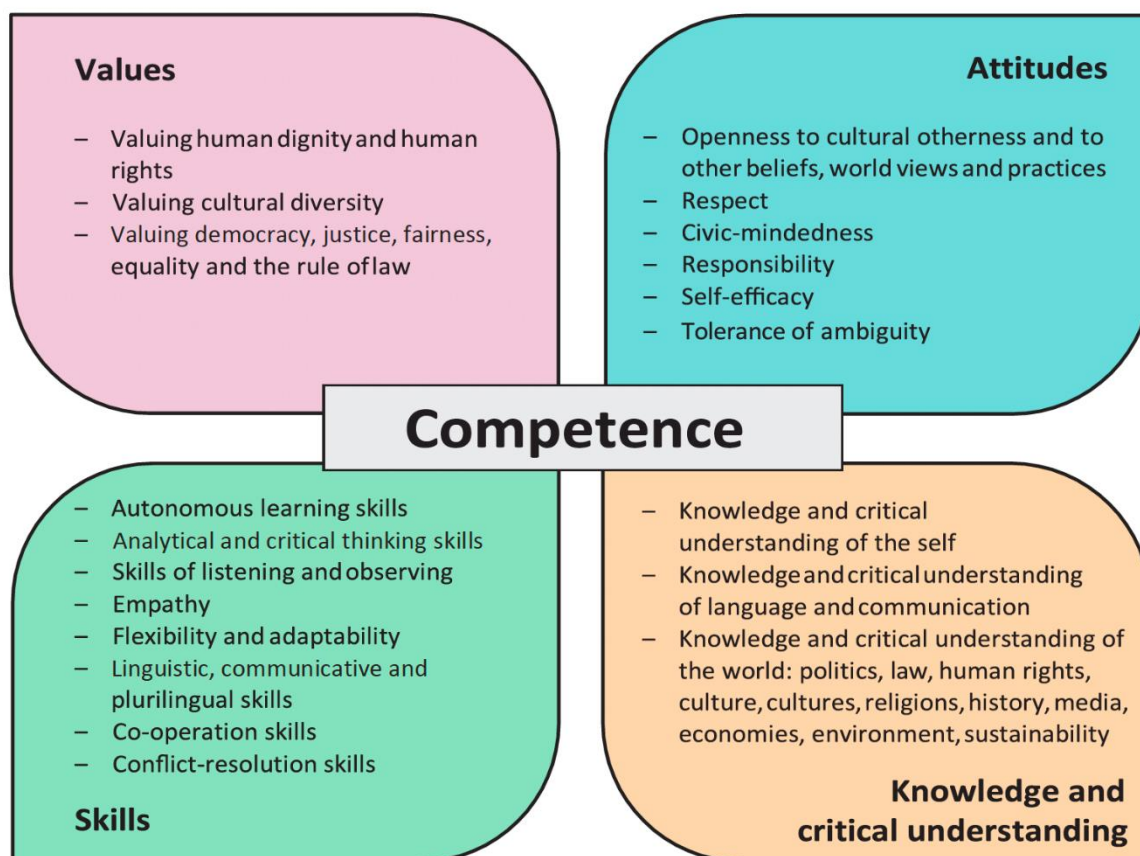 Values
– Valuing human dignity and human
rights
– Valuing cultural diversity
– Valuing democracy, justice, fairness,
equality and the rule of law
Attitudes
– Openness to cultural otherness and to
other beliefs, world views and practices
– Respect
– Civic-mindedness
– Responsibility
– Self-efficacy
– Tolerance of ambiguity
Competence
– Autonomous learning skills
– Analytical and critical thinking skills
– Skills of listening and observing
– Empathy
– Flexibility and adaptability
– Linguistic, communicative and
plurilingual skills
– Co-operation skills
– Conflict-resolution skills
Skills
– Knowledge and critical
understanding of the self
– Knowledge and critical understanding
of language and communication
– Knowledge and critical understanding of
the world: politics, law, human rights,
culture, cultures, religions, history, media,
economies, environment, sustainability
Knowledge and
critical understanding